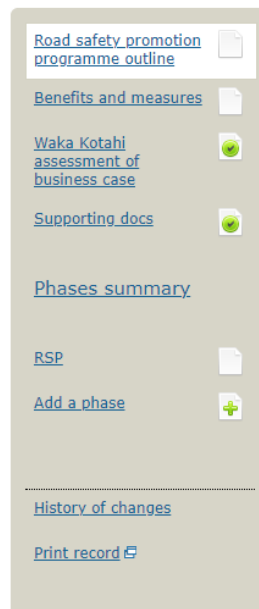 Road safety promotion
programme outline
Benefits and measures
Waka Kotahi
assessment of
business case
Supporting docs
Phases summary
RSP
Add a phase
History of changes
Print record